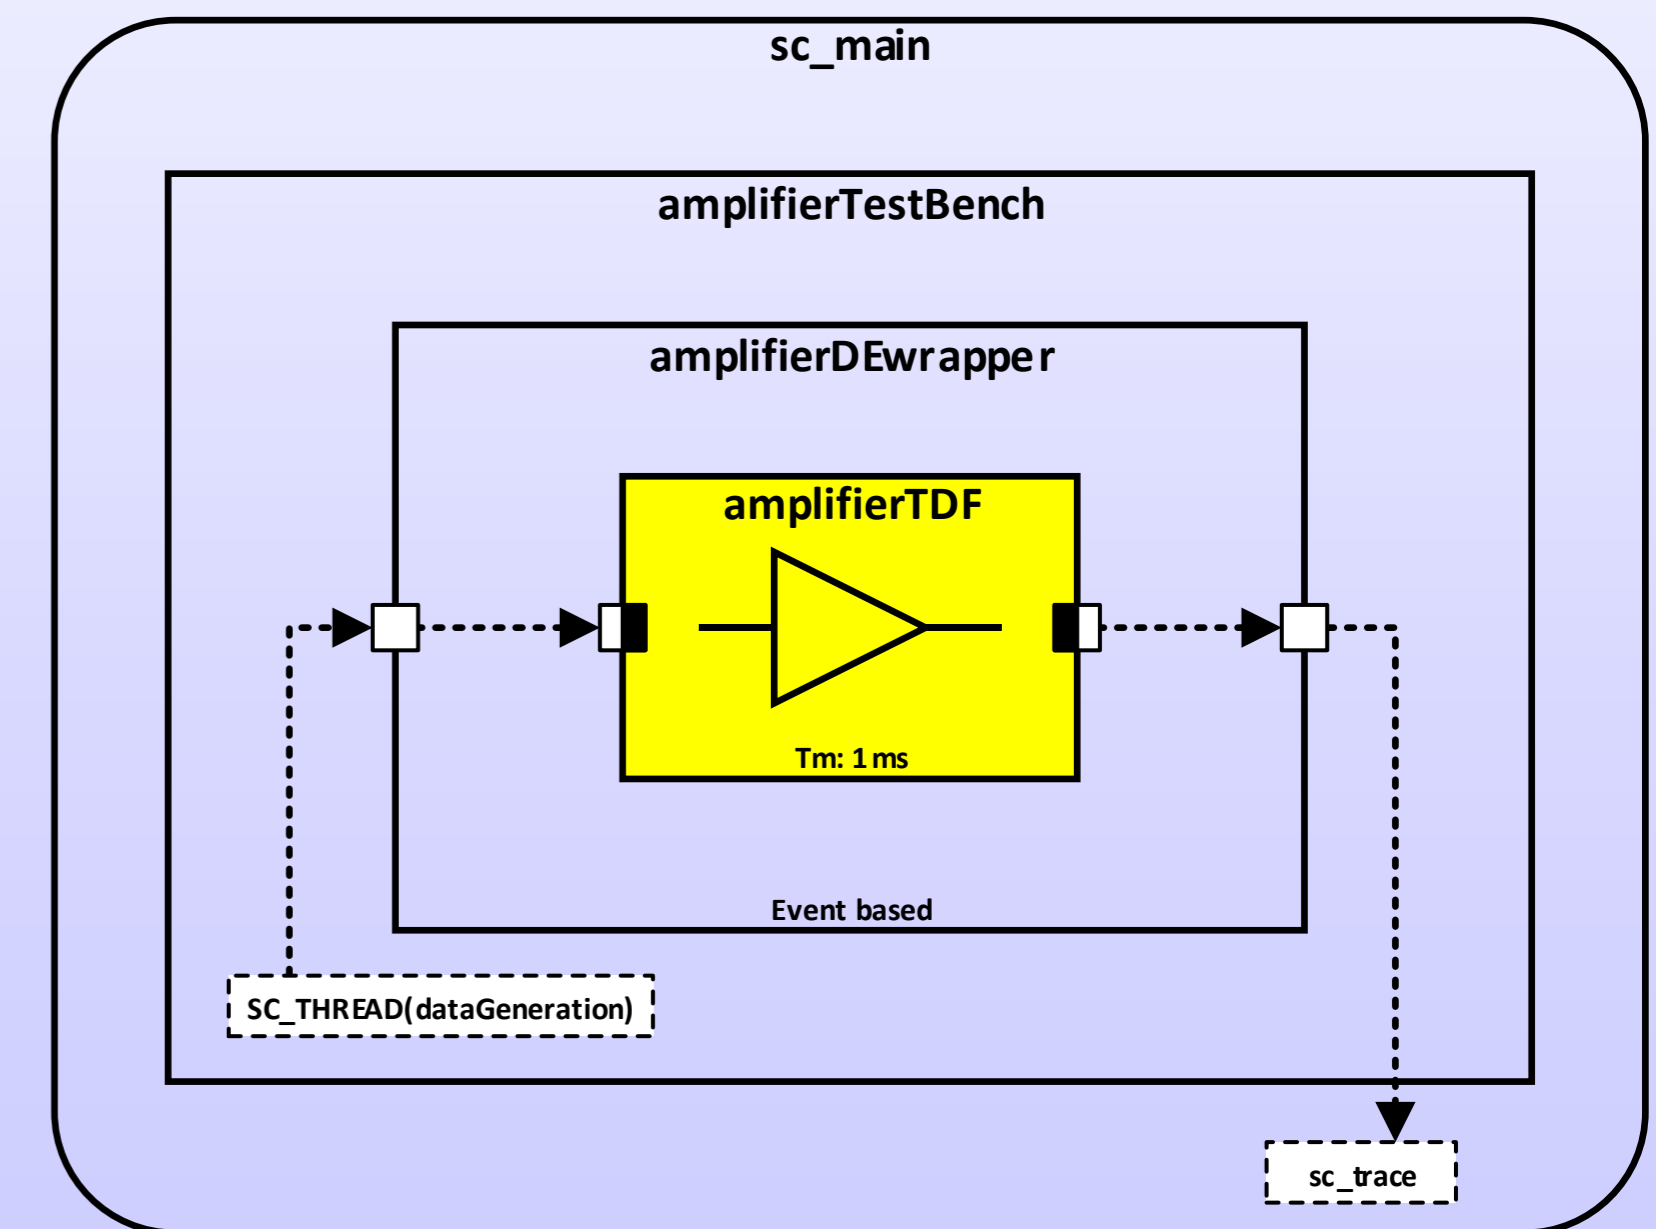 sc_main
amplifierTestBench
amplifierDEwrapper
amplifierTDF
Tm: 1 ms
Event based
SC_THREAD(dataGeneration)
sc_trace